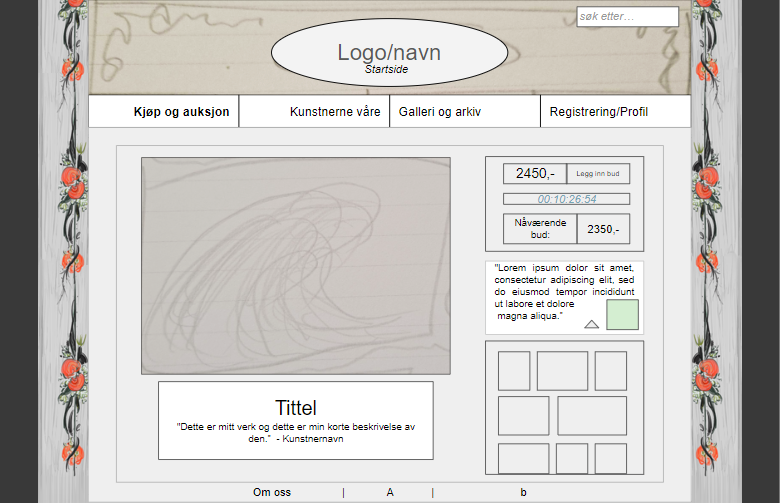 søk etter…
Logo/navn
Startside
Kjøp og auksjon
Kunstnerne våre
Galleri og arkiv
Registrering/Profil
2450,-
Legg inn bud
00:10:26:54
Nåværende
bud:
2350,-
"Lorem ipsum dolor sit amet,
consectetur adipiscing elit, sed
do eiusmod tempor incididunt
ut labore et dolore
magna aliqua."
Tittel
"Dette er mitt verk og dette er min korte beskrivelse av
den." - Kunstnernavn
Om oss | A | b